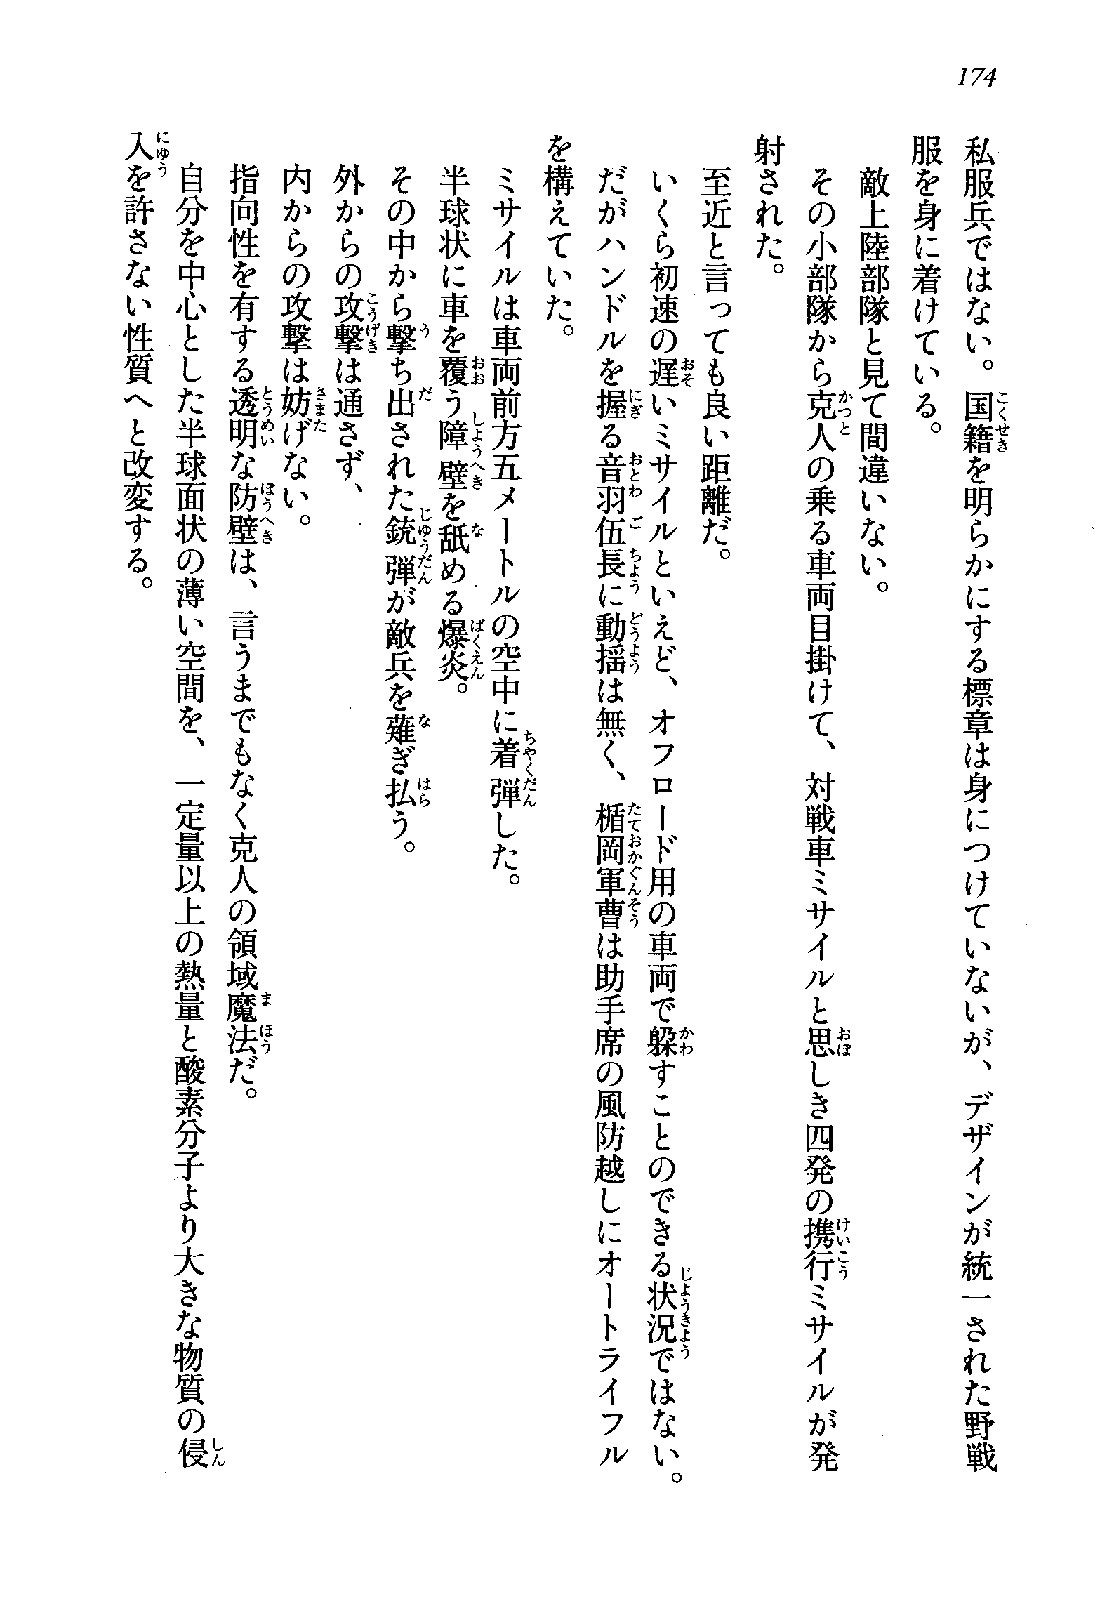 174
私服兵ではない。国籍を明らかにする標章は身につけていないが、デザインが統一された野戦
服を身に着けている。
敵上陸部隊と見て間違いない。
その小部隊から克人の乗る車両目掛けて、対戦車ミサイルと思しき四発の携行ミサイルが発
射された。
至近と言っても良い距離だ。
いくら初速の遅いミサイルといえど、オフロード用の車両で躱すことのできる状況ではない。
だがハンドルを握る音羽伍長に動揺は無く、楯岡軍曹は助手席の風防越しにオートライフル
を構えていた。
ミサイルは車両前方五メートルの空中に着弾した。
半球状に車を覆う障壁を舐める爆炎。
その中から撃ち出された銃弾が敵兵を薙ぎ払う。
外からの攻撃は通さず、
内からの攻撃は妨げない。
指向性を有する透明な防壁は、言うまでもなく克人の領域魔法だ。
自分を中心とした半球面状の薄い空間を、一定量以上の熱量と酸素分子より大きな物質の侵
入を許さない性質へと改変する。